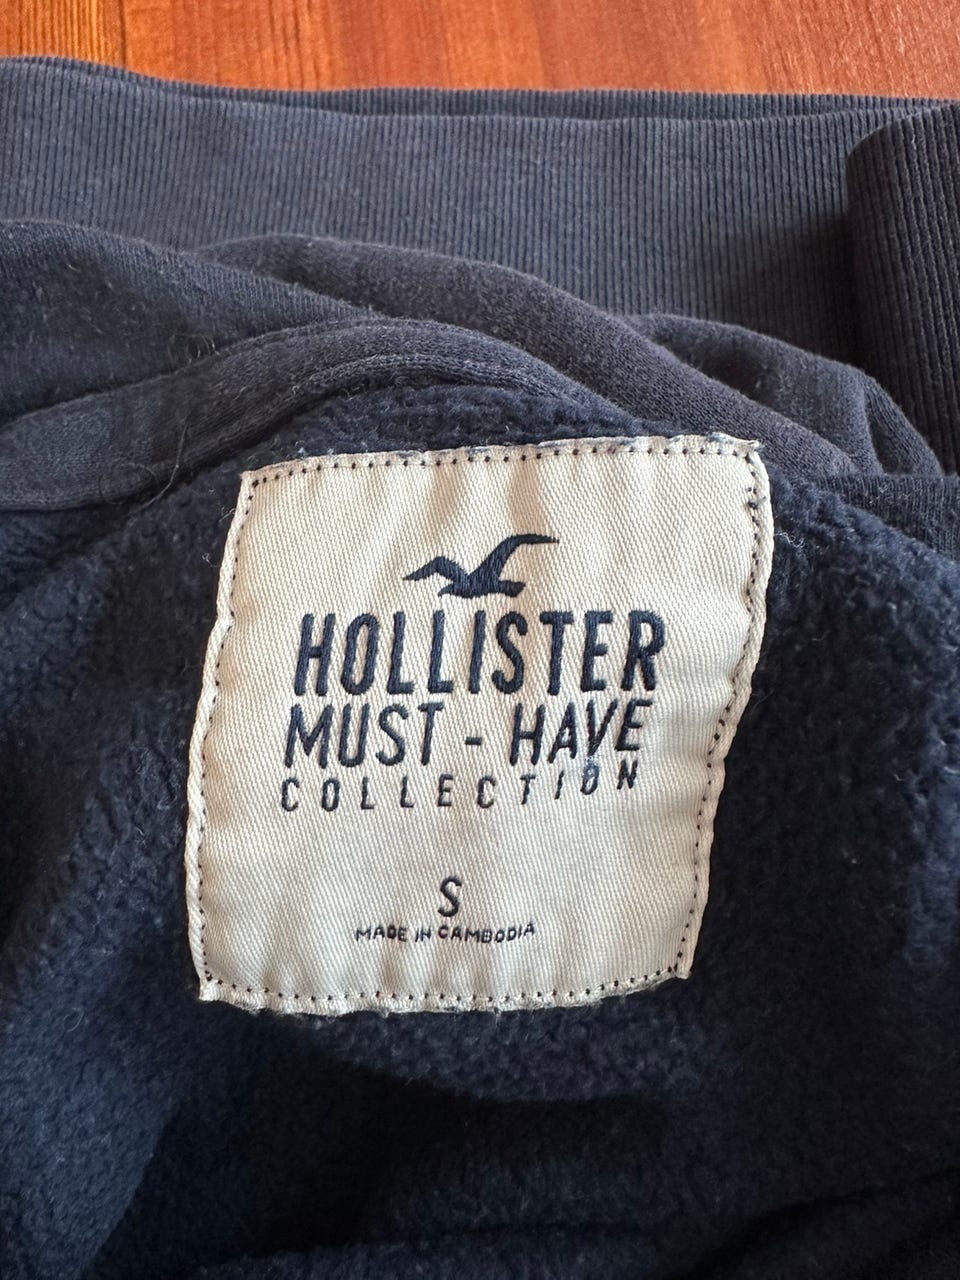 HOLLISTER
MUST - HAVE
COLLECTION
S
MADE IN CAMBODIA